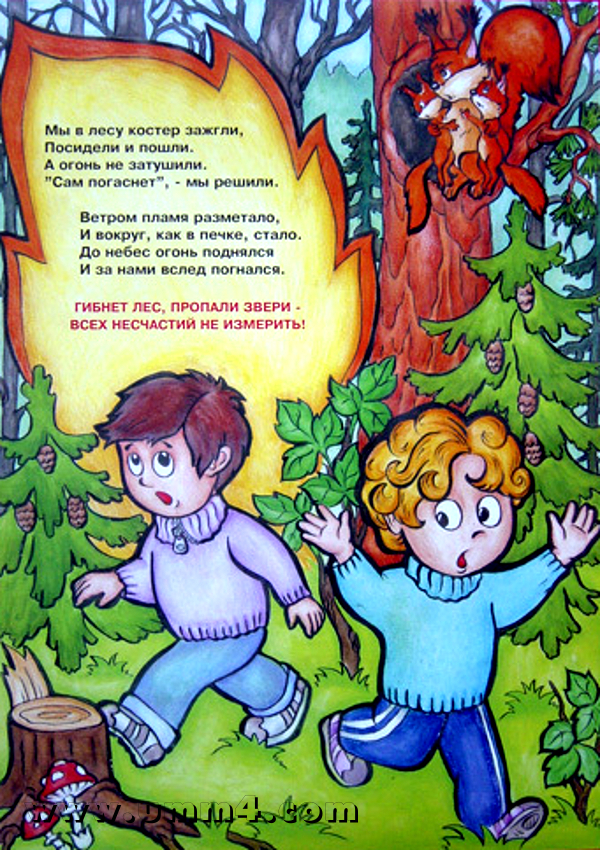 Мы в лесу костер зажгли,
Посидели и пошли.
А огонь не затушили.
"Сам погаснет", - мы решили.
Ветром пламя разметало,
И вокруг, как в печке, стало.
До небес огонь поднялся
И за нами вслед погнался.
ГИБНЕТ ЛЕС, ПРОПАЛИ ЗВЕРИ -
ВСЕХ НЕСЧАСТИЙ НЕ ИЗМЕРИТЬ!